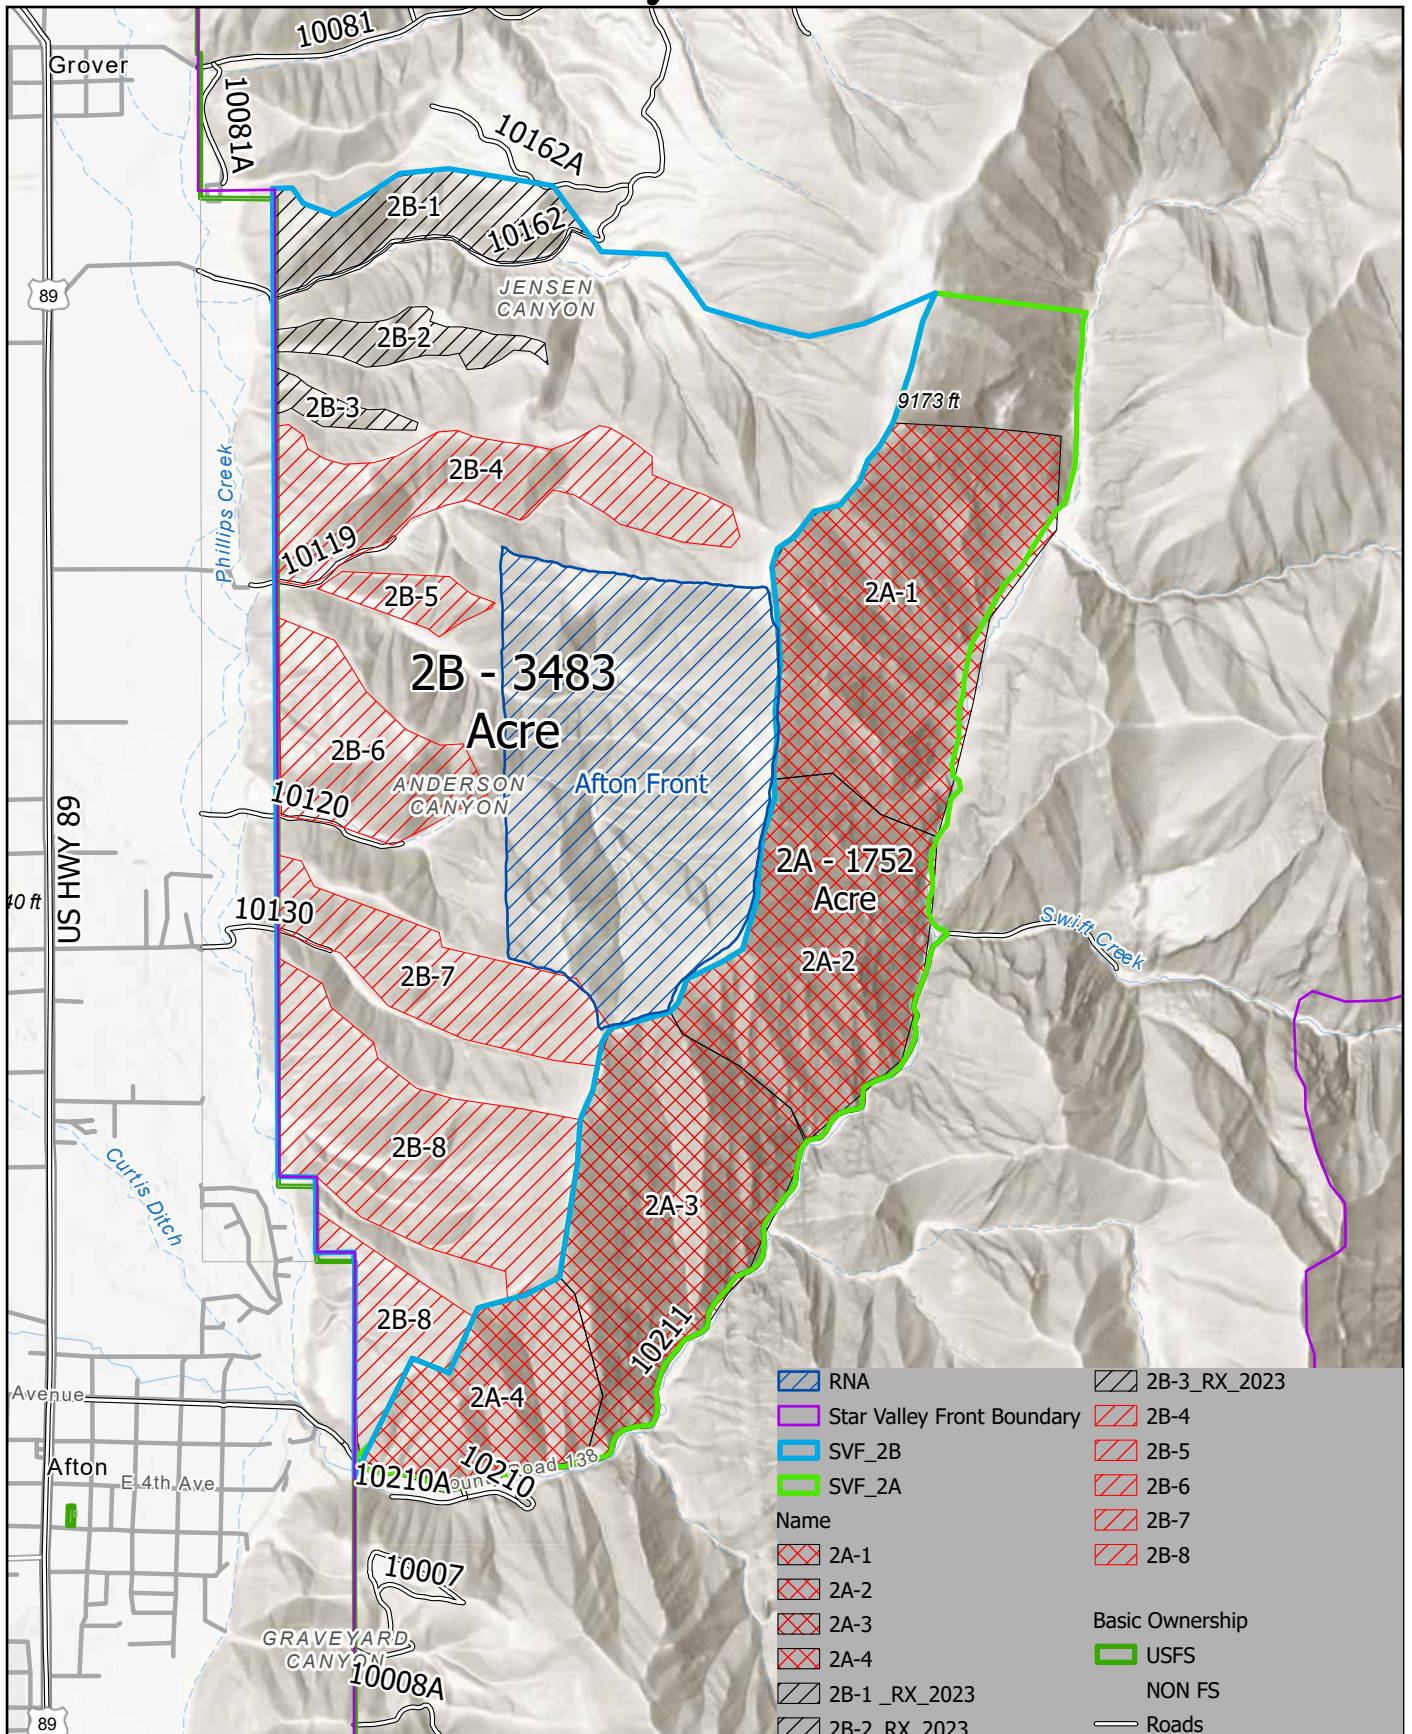 10081
Grover
10081A
10162A
2B-1
10162
89
JENSEN
CANYON
2B-2
9173 ft
2B-3
2B-4
Phillips Creek
10119
2B-5
2A-1
2B - 3483
Acre
2B-6
ANDERSON
CANYON
Afton Front
10120
US HWY 89
2A - 1752
Acre
40 ft
10130
Swift Creek
2B-7
2A-2
2B-8
Curtis Ditch
2A-3
2B-8
10211
2A-4
Avenue
Afton
E 4th Ave
10210A
10210
oad 138
10007
GRAVEYARD
CANYON
10008A
89
RNA
Star Valley Front Boundary
SVF_2B
SVF_2A
Name
2A-1
2A-2
2A-3
2A-4
2B-1 _RX_2023
2B-2_RX_2023
2B-3_RX_2023
2B-4
2B-5
2B-6
2B-7
2B-8
Basic Ownership
USFS
NON FS
Roads